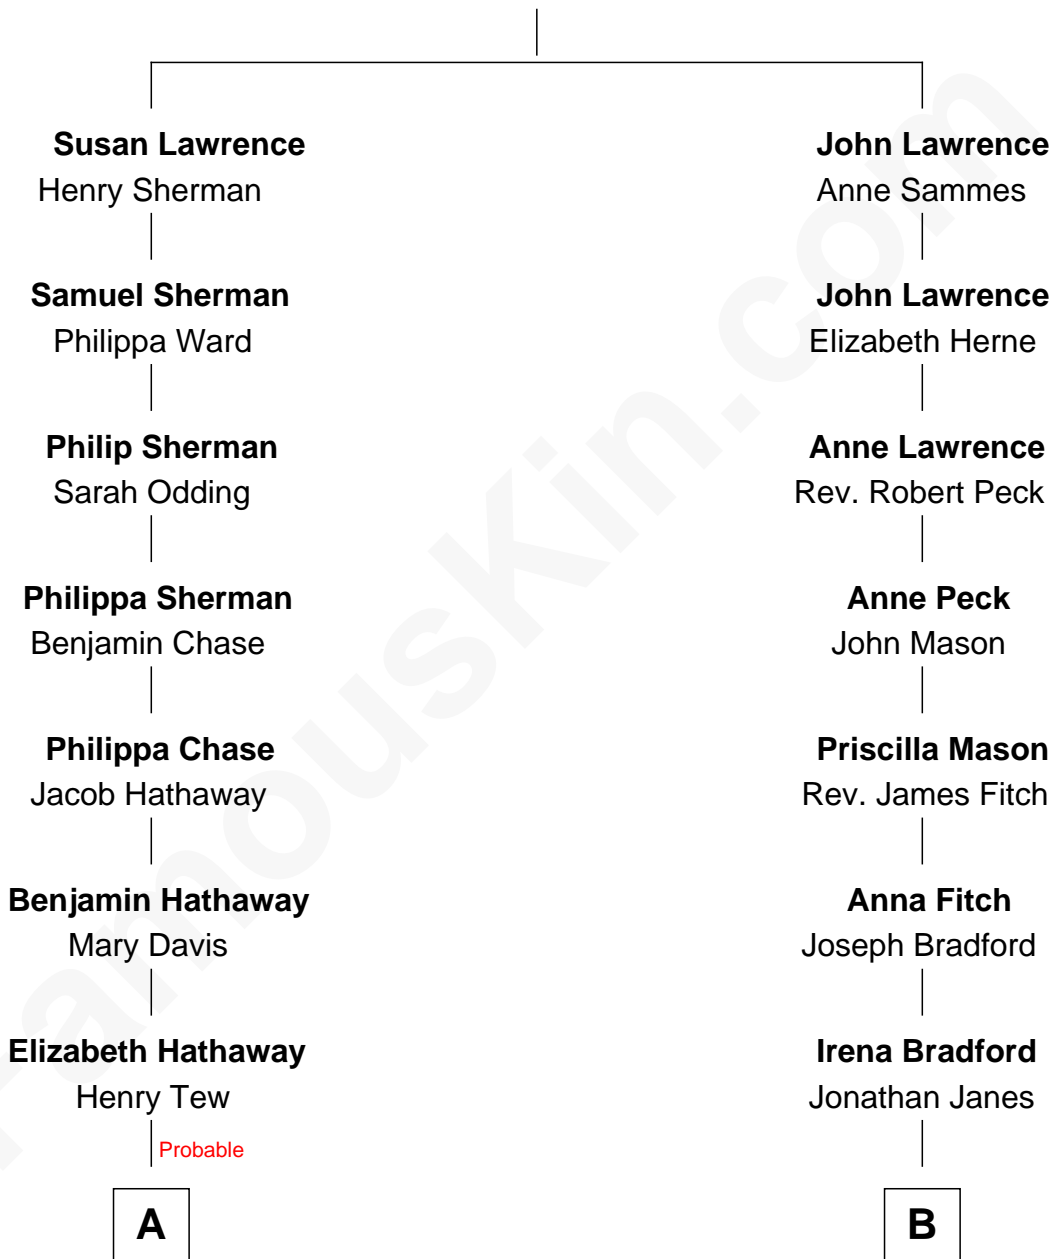 Susan Lawrence
Henry Sherman
Samuel Sherman
Philippa Ward
Philip Sherman
Sarah Odding
Philippa Sherman
Benjamin Chase
Philippa Chase
Jacob Hathaway
Benjamin Hathaway
Mary Davis
Elizabeth Hathaway
Henry Tew
Probable
A
John Lawrence
Anne Sammes
John Lawrence
Elizabeth Herne
Anne Lawrence
Rev. Robert Peck
Anne Peck
John Mason
Priscilla Mason
Rev. James Fitch
Anna Fitch
Joseph Bradford
Irena Bradford
Jonathan Janes
B
FamousKin.com